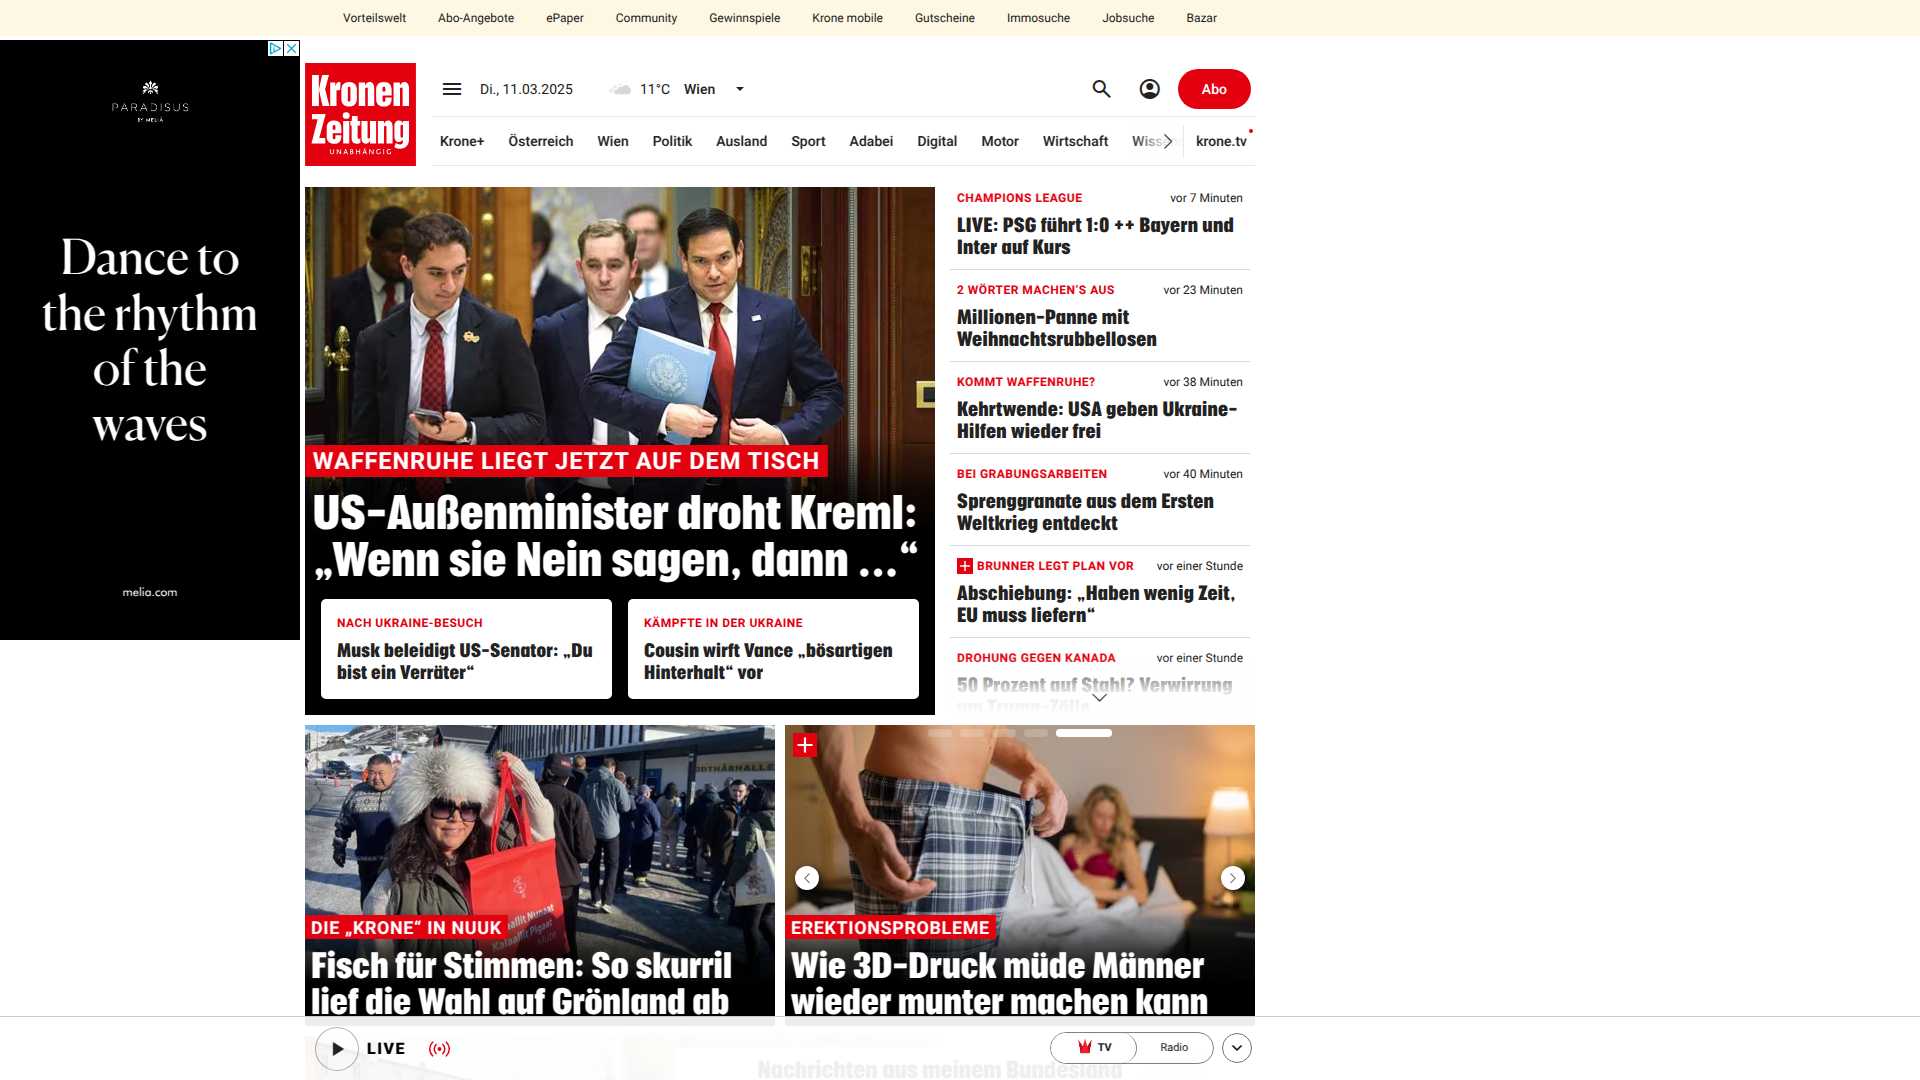 Vorteilswelt Abo-Angebote ePaper Community Gewinnspiele Krone mobile Gutscheine Immosuche Jobsuche Bazar
PARADISUS
BY MELIÁ
Dance to
the rhythm
of the
waves
melia.com
Kronen
Zeitung
UNABHÄNGIG
Di., 11.03.2025 11°C Wien
Abo
Krone+ Österreich Wien Politik Ausland Sport Adabei Digital Motor Wirtschaft krone.tv
WAFFENRUHE LIEGT JETZT AUF DEM TISCH
US-Außenminister droht Kreml:
„Wenn sie Nein sagen, dann ...“
NACH UKRAINE-BESUCH
Musk beleidigt US-Senator: „Du
bist ein Verräter“
KÄMPFTE IN DER UKRAINE
Cousin wirft Vance „bösartigen
Hinterhalt“ vor
CHAMPIONS LEAGUE vor 7 Minuten
LIVE: PSG führt 1:0 ++ Bayern und
Inter auf Kurs
2 WÖRTER MACHEN’S AUS vor 23 Minuten
Millionen-Panne mit
Weihnachtsrubbellosen
KOMMT WAFFENRUHE? vor 38 Minuten
Kehrtwende: USA geben Ukraine-
Hilfen wieder frei
BEI GRABUNGSARBEITEN vor 40 Minuten
Sprenggranate aus dem Ersten
Weltkrieg entdeckt
BRUNNER LEGT PLAN VOR vor einer Stunde
Abschiebung: „Haben wenig Zeit,
EU muss liefern“
DROHUNG GEGEN KANADA vor einer Stunde
50 Prozent auf Stahl? Verwirrung
um Trump-Zölle
DIE „KRONE“ IN NUUK
Fisch für Stimmen: So skurril
lief die Wahl auf Grönland ab
EREKTIONSPROBLEME
Wie 3D-Druck müde Männer
wieder munter machen kann
LIVE
TV Radio
Nachrichten aus meinem Bundesland